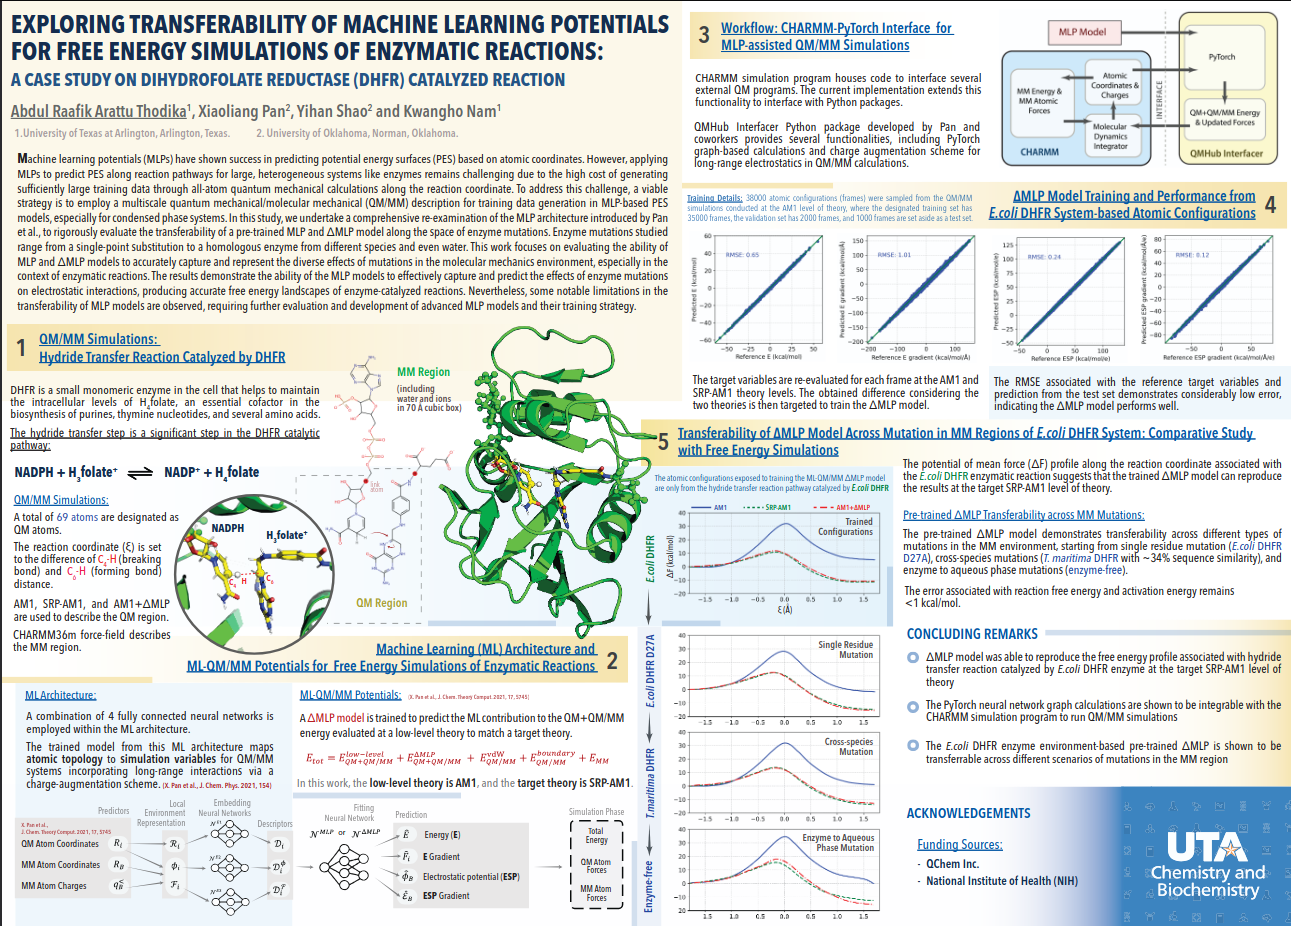 EXPLORING TRANSFERABILITY OF MACHINE LEARNING POTENTIALS
FOR FREE ENERGY SIMULATIONS OF ENZYMATIC REACTIONS:
A CASE STUDY ON DIHYDROFOLATE REDUCTASE (DHFR) CATALYZED REACTION
Abdul Raafik Arattu Thodika¹, Xiaoliang Pan², Yihan Shao² and Kwangho Nam¹
1.University of Texas at Arlington, Arlington, Texas. 2. University of Oklahoma, Norman, Oklahoma.
Machine learning potentials (MLPs) have shown success in predicting potential energy surfaces (PES) based on atomic coordinates. However, applying
MLPs to predict PES along reaction pathways for large, heterogeneous systems like enzymes remains challenging due to the high cost of generating
sufficiently large training data through all-atom quantum mechanical calculations along the reaction coordinate. To address this challenge, a viable
strategy is to employ a multiscale quantum mechanical/molecular mechanical (QM/MM) description for training data generation in MLP-based PES
models, especially for condensed phase systems. In this study, we undertake a comprehensive re-examination of the MLP architecture introduced by Pan
et al., to rigorously evaluate the transferability of a pre-trained MLP and ΔMLP model along the space of enzyme mutations. Enzyme mutations studied
range from a single-point substitution to a homologous enzyme from different species and even water. This work focuses on evaluating the ability of
MLP and ΔMLP models to accurately capture and represent the diverse effects of mutations in the molecular mechanics environment, especially in the
context of enzymatic reactions. The results demonstrate the ability of the MLP models to effectively capture and predict the effects of enzyme mutations
on electrostatic interactions, producing accurate free energy landscapes of enzyme-catalyzed reactions. Nevertheless, some notable limitations in the
transferability of MLP models are observed, requiring further evaluation and development of advanced MLP models and their training strategy.
1
QM/MM Simulations:
Hydride Transfer Reaction Catalyzed by DHFR
DHFR is a small monomeric enzyme in the cell that helps to maintain
the intracellular levels of H₄folate, an essential cofactor in the
biosynthesis of purines, thymine nucleotides, and several amino acids.
The hydride transfer step is a significant step in the DHFR catalytic
pathway:
NADPH + H₃folate⁺ ⇌ NADP⁺ + H₄folate
QM/MM Simulations:
A total of 69 atoms are designated as
QM atoms.
The reaction coordinate (ξ) is set
to the difference of C₄-H (breaking
bond) and C₆-H (forming bond)
distance.
AM1, SRP-AM1, and AM1+ΔMLP
are used to describe the QM region.
CHARMM36m force-field describes
the MM region.
NADPH
H₃folate⁺
C₄ H C₆
MM Region
(including
water and ions
in 70 Å cubic box)
link
atom
QM Region
Machine Learning (ML) Architecture and
ML-QM/MM Potentials for Free Energy Simulations of Enzymatic Reactions
2
ML Architecture:
A combination of 4 fully connected neural networks is
employed within the ML architecture.
The trained model from this ML architecture maps
atomic topology to simulation variables for QM/MM
systems incorporating long-range interactions via a
charge-augmentation scheme. (X. Pan et al., J. Chem. Phys. 2021, 154)
ML-QM/MM Potentials: (X. Pan et al., J. Chem. Theory Comput. 2021, 17, 5745)
A ΔMLP model is trained to predict the ML contribution to the QM+QM/MM
energy evaluated at a low-level theory to match a target theory.
E_tot = E_QM+QM/MM^low-level + E_QM+QM/MM^ΔMLP + E_QM/MM^vdW + E_QM/MM^boundary + E_MM
In this work, the low-level theory is AM1, and the target theory is SRP-AM1.
Predictors
Local
Environment
Representation
Embedding
Neural Networks
Descriptors
Fitting
Neural Network
Prediction
Simulation Phase
X. Pan et al.,
J. Chem. Theory Comput. 2021, 17, 5745
QM Atom Coordinates
MM Atom Coordinates
MM Atom Charges
𝒩^MLP or 𝒩^ΔMLP
Energy (E)
E Gradient
Electrostatic potential (ESP)
ESP Gradient
Total
Energy
QM Atom
Forces
MM Atom
Forces
3
Workflow: CHARMM-PyTorch Interface for
MLP-assisted QM/MM Simulations
CHARMM simulation program houses code to interface several
external QM programs. The current implementation extends this
functionality to interface with Python packages.
QMHub Interfacer Python package developed by Pan and
coworkers provides several functionalities, including PyTorch
graph-based calculations and charge augmentation scheme for
long-range electrostatics in QM/MM calculations.
MLP Model
PyTorch
MM Energy &
MM Atomic
Forces
Atomic
Coordinates &
Charges
INTERFACE
QM+QM/MM Energy
& Updated Forces
Molecular
Dynamics
Integrator
CHARMM
QMHub Interfacer
Training Details: 38000 atomic configurations (frames) were sampled from the QM/MM
simulations conducted at the AM1 level of theory, where the designated training set has
35000 frames, the validation set has 2000 frames, and 1000 frames are set aside as a test set.
ΔMLP Model Training and Performance from
E.coli DHFR System-based Atomic Configurations
4
RMSE: 0.65
Predicted E (kcal/mol)
Reference E (kcal/mol)
RMSE: 1.01
Predicted E gradient (kcal/mol/Å)
Reference E gradient (kcal/mol/Å)
RMSE: 0.24
Predicted ESP (kcal/mol/e)
Reference ESP (kcal/mol/e)
RMSE: 0.12
Predicted ESP gradient (kcal/mol/Å/e)
Reference ESP gradient (kcal/mol/Å/e)
The target variables are re-evaluated for each frame at the AM1 and
SRP-AM1 theory levels. The obtained difference considering the
two theories is then targeted to train the ΔMLP model.
The RMSE associated with the reference target variables and
prediction from the test set demonstrates considerably low error,
indicating the ΔMLP model performs well.
5
Transferability of ΔMLP Model Across Mutation in MM Regions of E.coli DHFR System: Comparative Study
with Free Energy Simulations
The atomic configurations exposed to training the ML-QM/MM ΔMLP model
are only from the hydride transfer reaction pathway catalyzed by E.coli DHFR
AM1 SRP-AM1 AM1+ΔMLP
Trained
Configurations
ΔF (kcal/mol)
ξ (Å)
Single Residue
Mutation
Cross-species
Mutation
Enzyme to Aqueous
Phase Mutation
E.coli DHFR
E.coli DHFR D27A
T.maritima DHFR
Enzyme-free
The potential of mean force (ΔF) profile along the reaction coordinate associated with
the E.coli DHFR enzymatic reaction suggests that the trained ΔMLP model can reproduce
the results at the target SRP-AM1 level of theory.
Pre-trained ΔMLP Transferability across MM Mutations:
The pre-trained ΔMLP model demonstrates transferability across different types of
mutations in the MM environment, starting from single residue mutation (E.coli DHFR
D27A), cross-species mutations (T. maritima DHFR with ~34% sequence similarity), and
enzyme to aqueous phase mutation (enzyme-free).
The error associated with reaction free energy and activation energy remains
<1 kcal/mol.
CONCLUDING REMARKS
ΔMLP model was able to reproduce the free energy profile associated with hydride
transfer reaction catalyzed by E.coli DHFR enzyme at the target SRP-AM1 level of
theory
The PyTorch neural network graph calculations are shown to be integrable with the
CHARMM simulation program to run QM/MM simulations
The E.coli DHFR enzyme environment-based pre-trained ΔMLP is shown to be
transferrable across different scenarios of mutations in the MM region
ACKNOWLEDGEMENTS
Funding Sources:
- QChem Inc.
- National Institute of Health (NIH)
UTA
Chemistry and
Biochemistry